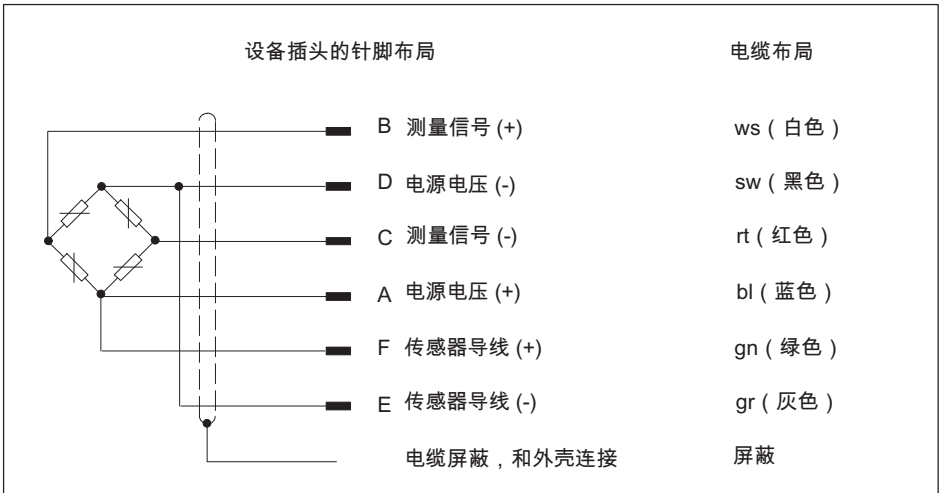 设备插头的针脚布局 电缆布局
B 测量信号 (+) ws ( 白色 )
D 电源电压 (-) sw ( 黑色 )
C 测量信号 (-) rt ( 红色 )
A 电源电压 (+) bl ( 蓝色 )
F 传感器导线 (+) gn ( 绿色 )
E 传感器导线 (-) gr ( 灰色 )
电缆屏蔽 , 和外壳连接 屏蔽